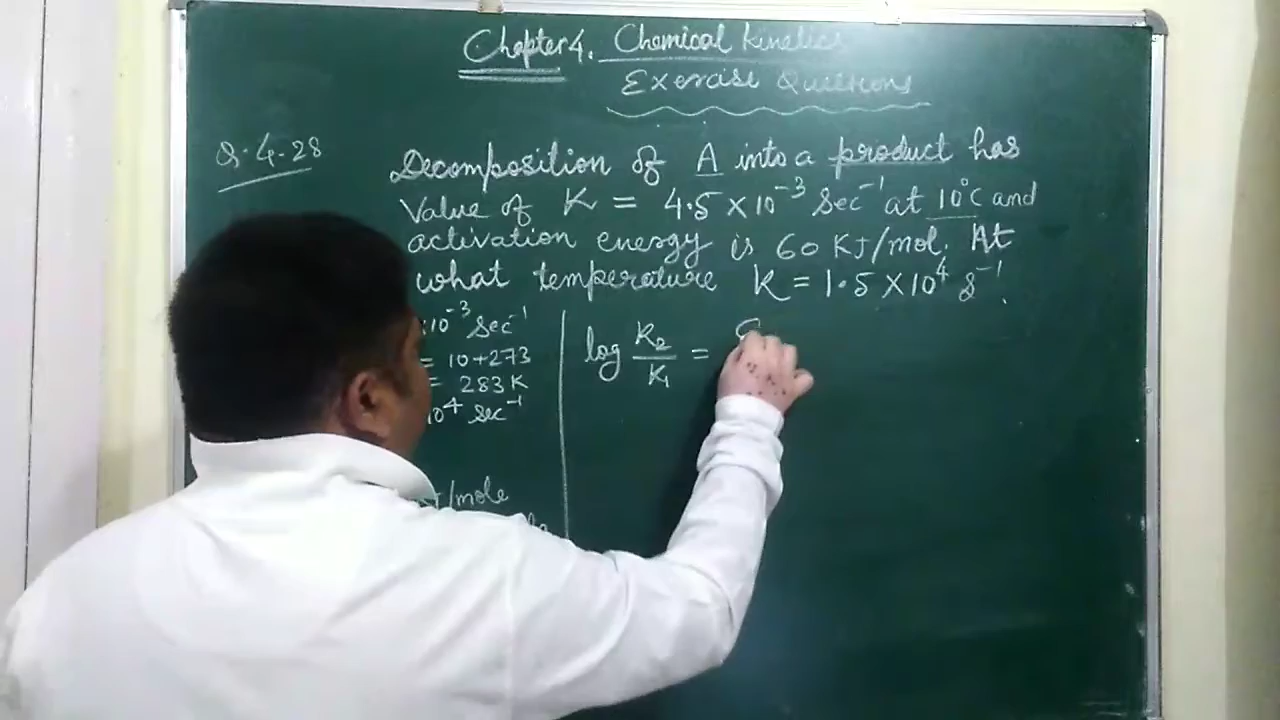 Chapter 4. Chemical Kinetics
Exercise Questions
Q.4.28
Decomposition of A into a product has
Value of K = 4.5 × 10⁻³ Sec⁻¹ at 10°C and
activation energy is 60 KJ/mol. At
what temperature K = 1.5 × 10⁴ s⁻¹.
10⁻³ Sec⁻¹
= 10+273
= 283 K
10⁴ Sec⁻¹
/mole
log K₂/K₁ =